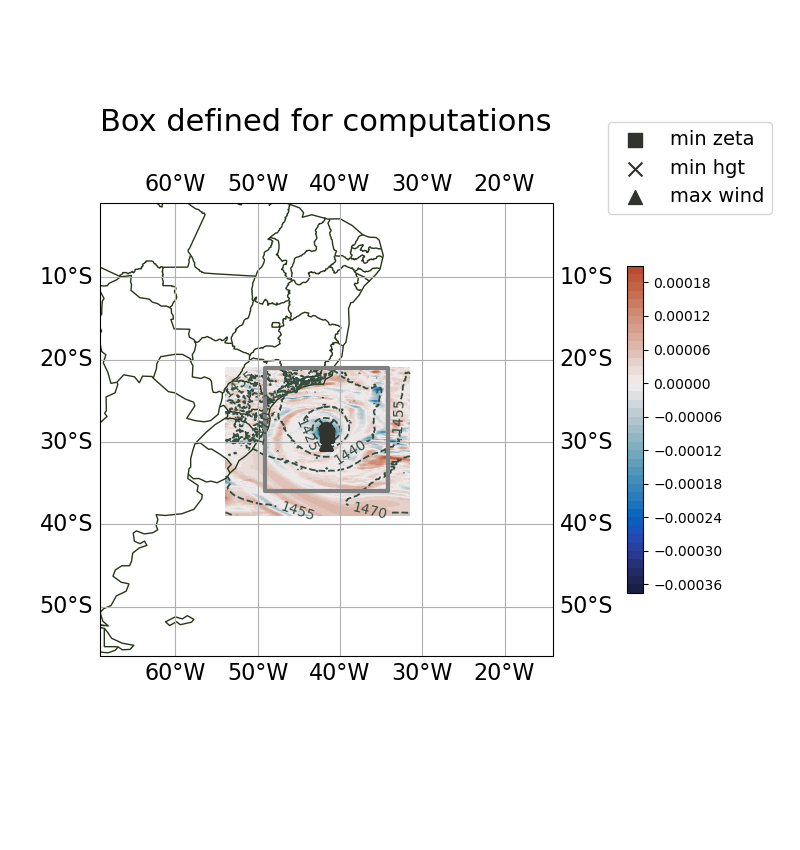 Box defined for computations
min zeta
min hgt
max wind
60°W 50°W 40°W 30°W 20°W
10°S 10°S
20°S 20°S
30°S 30°S
40°S 40°S
50°S 50°S
60°W 50°W 40°W 30°W 20°W
1455
1425
1440
1455
1470
0.00018
0.00012
0.00006
0.00000
−0.00006
−0.00012
−0.00018
−0.00024
−0.00030
−0.00036